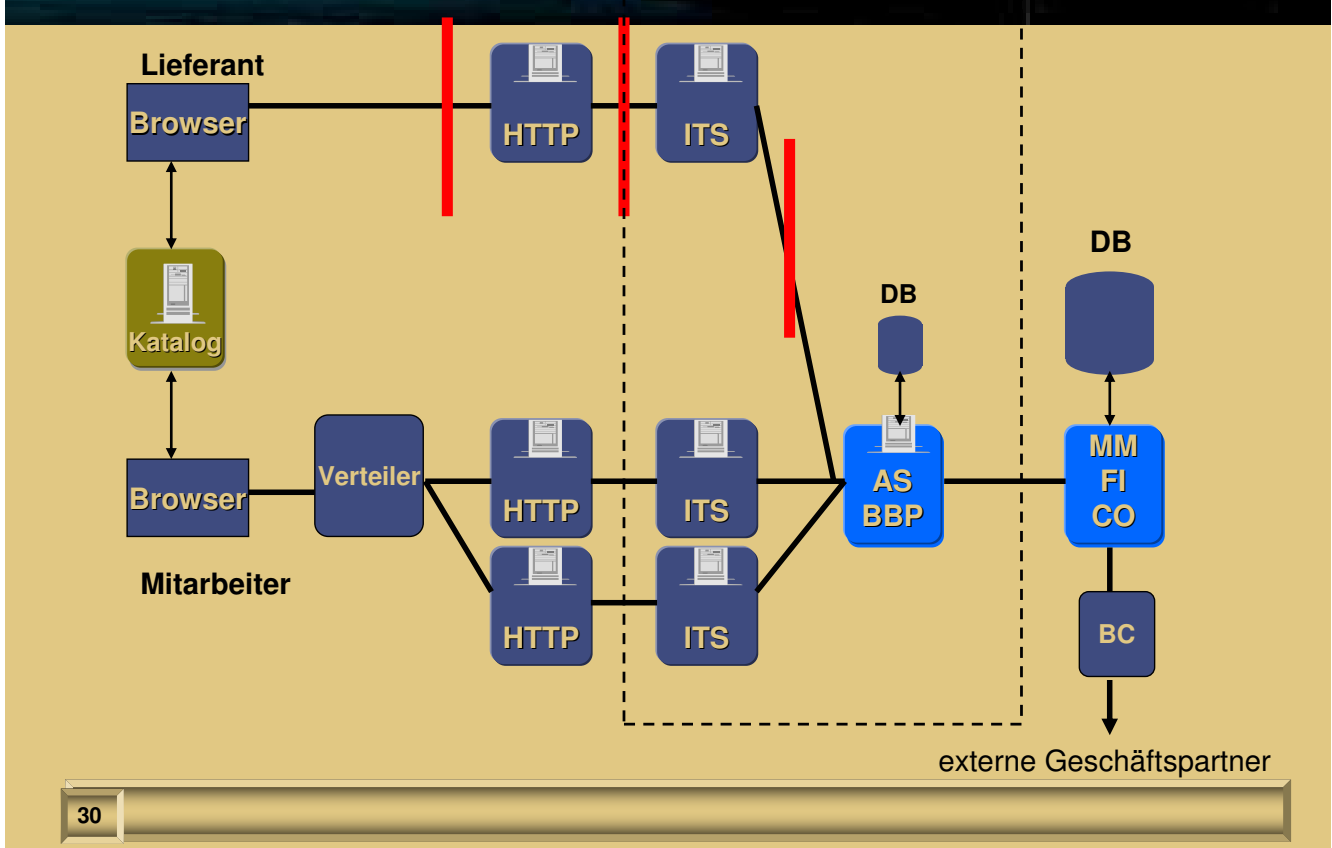 Lieferant
Browser
HTTP
ITS
Katalog
DB
DB
Browser
Verteiler
HTTP
ITS
AS
BBP
MM
FI
CO
Mitarbeiter
HTTP
ITS
BC
externe Geschäftspartner
30